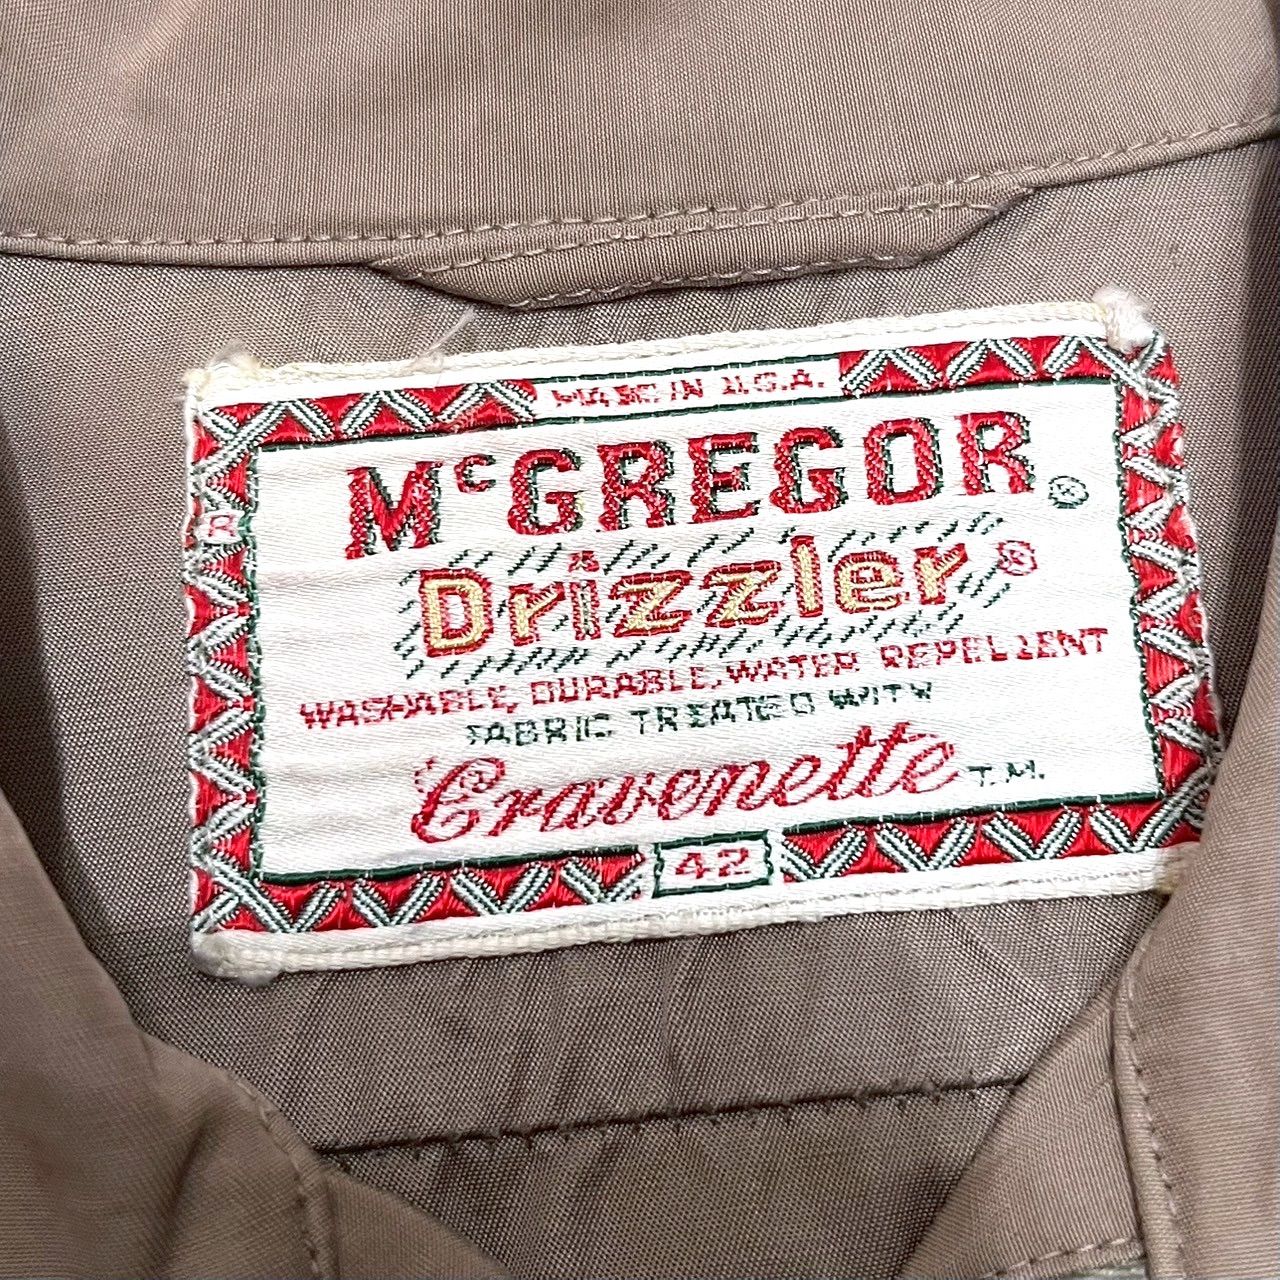 MADE IN U.S.A.
McGREGOR®
R
Drizzler®
WASHABLE, DURABLE, WATER REPELLENT
FABRIC TREATED WITH
Cravenette T.M.
42